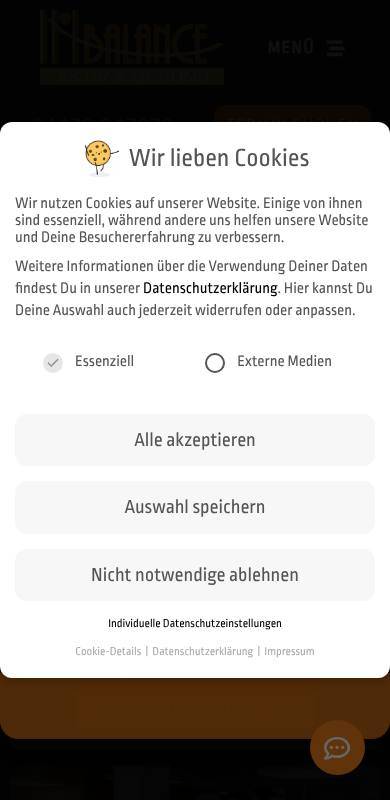 INBALANCE
MENÜ
Wir lieben Cookies
Wir nutzen Cookies auf unserer Website. Einige von ihnen
sind essenziell, während andere uns helfen unsere Website
und Deine Besuchererfahrung zu verbessern.
Weitere Informationen über die Verwendung Deiner Daten
findest Du in unserer Datenschutzerklärung. Hier kannst Du
Deine Auswahl auch jederzeit widerrufen oder anpassen.
Essenziell
Externe Medien
Alle akzeptieren
Auswahl speichern
Nicht notwendige ablehnen
Individuelle Datenschutzeinstellungen
Cookie-Details | Datenschutzerklärung | Impressum